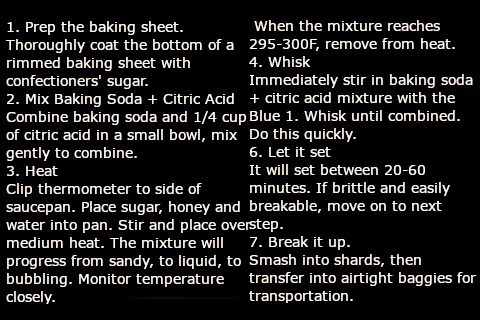 1. Prep the baking sheet.
Thoroughly coat the bottom of a
rimmed baking sheet with
confectioners' sugar.
2. Mix Baking Soda + Citric Acid
Combine baking soda and 1/4 cup
of citric acid in a small bowl, mix
gently to combine.
3. Heat
Clip thermometer to side of
saucepan. Place sugar, honey and
water into pan. Stir and place over
medium heat. The mixture will
progress from sandy, to liquid, to
bubbling. Monitor temperature
closely.
When the mixture reaches
295-300F, remove from heat.
4. Whisk
Immediately stir in baking soda
+ citric acid mixture with the
Blue 1. Whisk until combined.
Do this quickly.
6. Let it set
It will set between 20-60
minutes. If brittle and easily
breakable, move on to next
step.
7. Break it up.
Smash into shards, then
transfer into airtight baggies for
transportation.